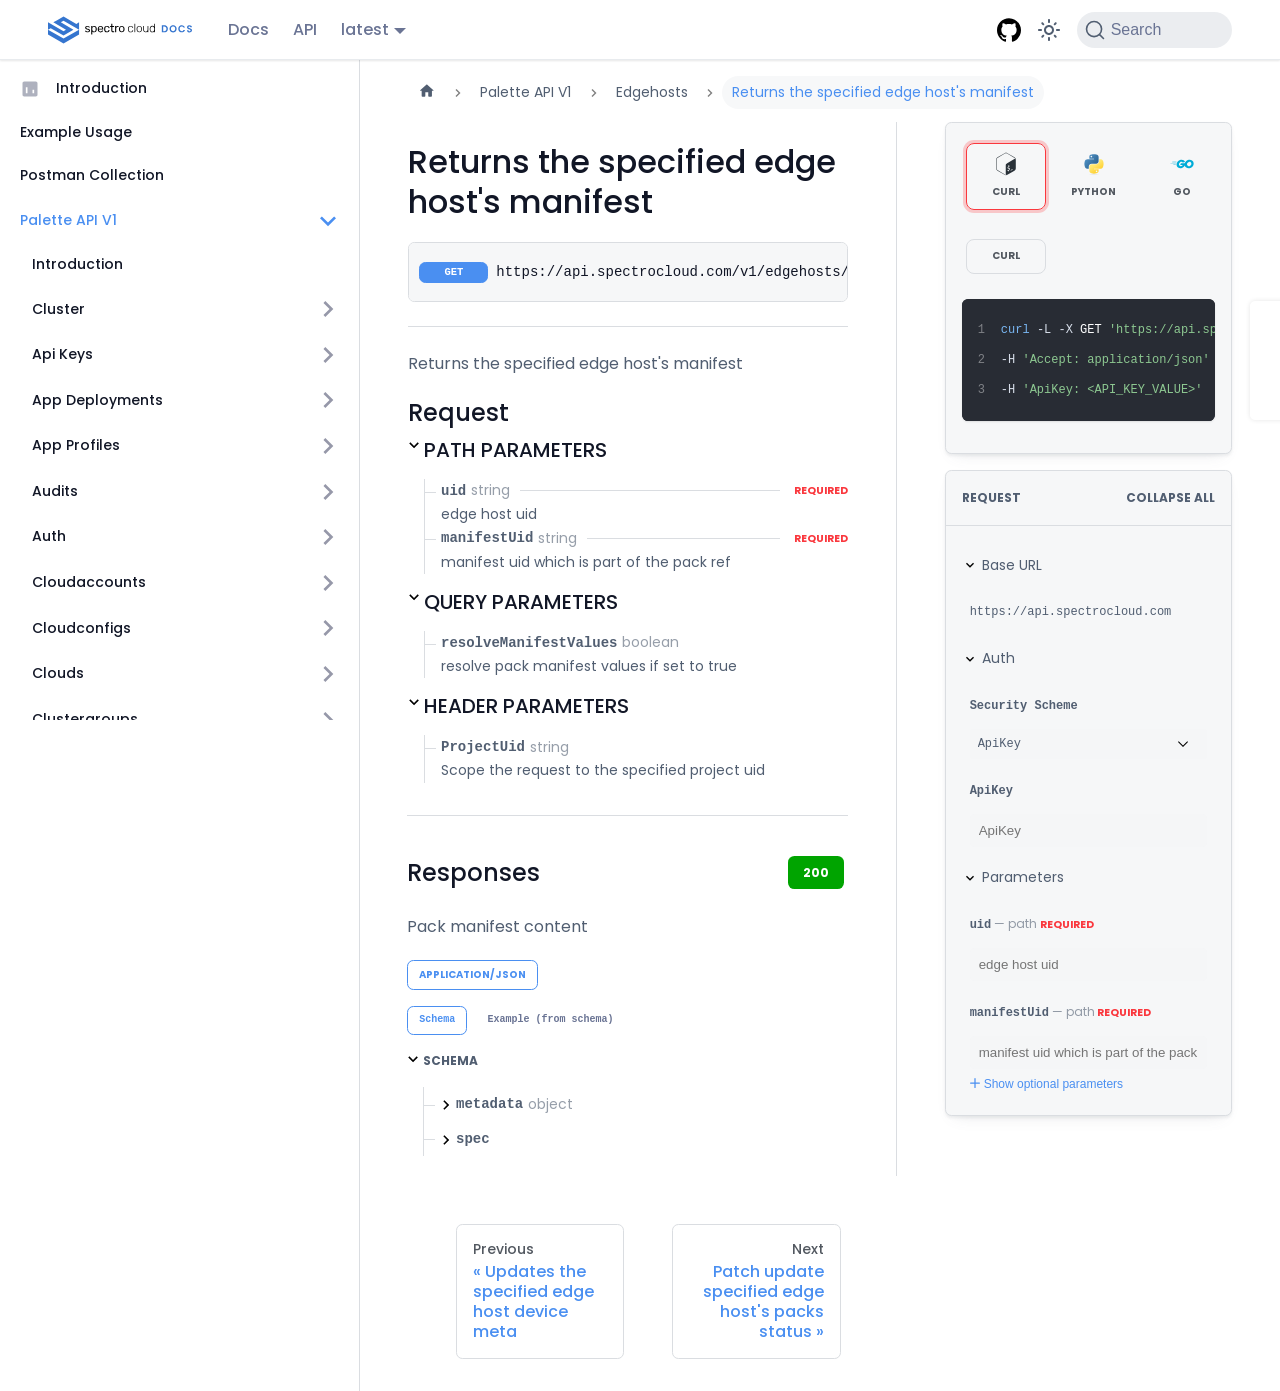 spectro cloud DOCS
Docs
API
latest
Search
Introduction
Example Usage
Postman Collection
Palette API V1
Introduction
Cluster
Api Keys
App Deployments
App Profiles
Audits
Auth
Cloudaccounts
Cloudconfigs
Clouds
Clustergroups
Palette API V1
Edgehosts
Returns the specified edge host's manifest
Returns the specified edge
host's manifest
GET https://api.spectrocloud.com/v1/edgehosts/
Returns the specified edge host's manifest
Request
PATH PARAMETERS
uid string REQUIRED
edge host uid
manifestUid string REQUIRED
manifest uid which is part of the pack ref
QUERY PARAMETERS
resolveManifestValues boolean
resolve pack manifest values if set to true
HEADER PARAMETERS
ProjectUid string
Scope the request to the specified project uid
Responses
200
Pack manifest content
APPLICATION/JSON
Schema Example (from schema)
SCHEMA
metadata object
spec
Previous
« Updates the
specified edge
host device
meta
Next
Patch update
specified edge
host's packs
status »
CURL
PYTHON
GO
CURL
1 curl -L -X GET 'https://api.sp
2 -H 'Accept: application/json'
3 -H 'ApiKey: <API_KEY_VALUE>'
REQUEST
COLLAPSE ALL
Base URL
https://api.spectrocloud.com
Auth
Security Scheme
ApiKey
ApiKey
ApiKey
Parameters
uid — path REQUIRED
edge host uid
manifestUid — path REQUIRED
manifest uid which is part of the pack
Show optional parameters